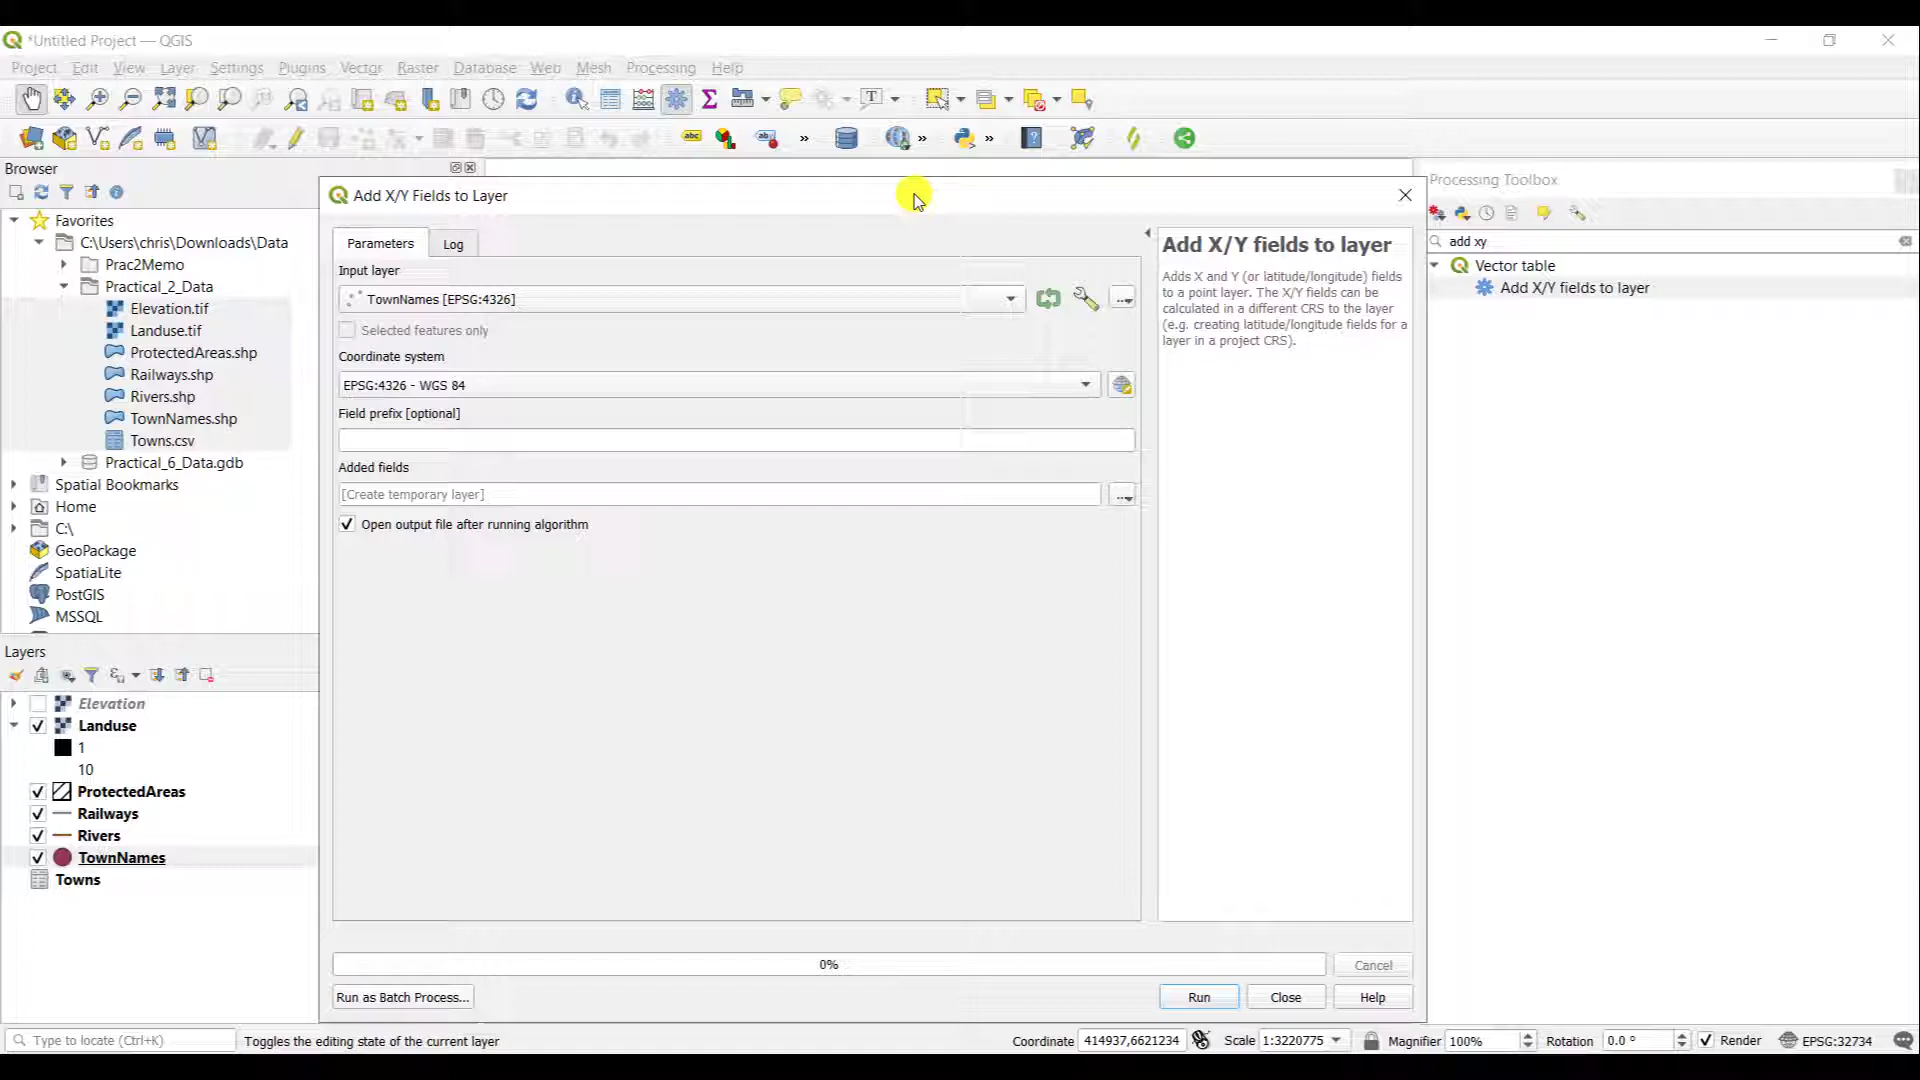 *Untitled Project — QGIS
Project Edit View Layer Settings Plugins Vector Raster Database Web Mesh Processing Help
Browser
Favorites
C:\Users\chris\Downloads\Data
Prac2Memo
Practical_2_Data
Elevation.tif
Landuse.tif
ProtectedAreas.shp
Railways.shp
Rivers.shp
TownNames.shp
Towns.csv
Practical_6_Data.gdb
Spatial Bookmarks
Home
C:\
GeoPackage
SpatiaLite
PostGIS
MSSQL
Layers
Elevation
Landuse
1
10
ProtectedAreas
Railways
Rivers
TownNames
Towns
Add X/Y Fields to Layer
Parameters Log
Input layer
TownNames [EPSG:4326]
Selected features only
Coordinate system
EPSG:4326 - WGS 84
Field prefix [optional]
Added fields
[Create temporary layer]
Open output file after running algorithm
Add X/Y fields to layer
Adds X and Y (or latitude/longitude) fields
to a point layer. The X/Y fields can be
calculated in a different CRS to the layer
(e.g. creating latitude/longitude fields for a
layer in a project CRS).
0%
Cancel
Run as Batch Process...
Run Close Help
Processing Toolbox
add xy
Vector table
Add X/Y fields to layer
Type to locate (Ctrl+K) Toggles the editing state of the current layer Coordinate 414937,6621234 Scale 1:3220775 Magnifier 100% Rotation 0.0 ° Render EPSG:32734